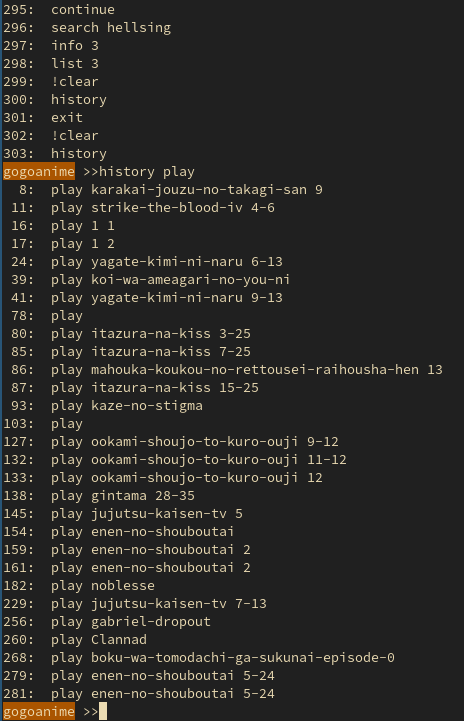 295:  continue
296:  search hellsing
297:  info 3
298:  list 3
299:  !clear
300:  history
301:  exit
302:  !clear
303:  history
gogoanime >>history play
  8:  play karakai-jouzu-no-takagi-san 9
 11:  play strike-the-blood-iv 4-6
 16:  play 1 1
 17:  play 1 2
 24:  play yagate-kimi-ni-naru 6-13
 39:  play koi-wa-ameagari-no-you-ni
 41:  play yagate-kimi-ni-naru 9-13
 78:  play
 80:  play itazura-na-kiss 3-25
 85:  play itazura-na-kiss 7-25
 86:  play mahouka-koukou-no-rettousei-raihousha-hen 13
 87:  play itazura-na-kiss 15-25
 93:  play kaze-no-stigma
103:  play
127:  play ookami-shoujo-to-kuro-ouji 9-12
132:  play ookami-shoujo-to-kuro-ouji 11-12
133:  play ookami-shoujo-to-kuro-ouji 12
138:  play gintama 28-35
145:  play jujutsu-kaisen-tv 5
154:  play enen-no-shouboutai
159:  play enen-no-shouboutai 2
161:  play enen-no-shouboutai 2
182:  play noblesse
229:  play jujutsu-kaisen-tv 7-13
256:  play gabriel-dropout
260:  play Clannad
268:  play boku-wa-tomodachi-ga-sukunai-episode-0
279:  play enen-no-shouboutai 5-24
281:  play enen-no-shouboutai 5-24
gogoanime >>